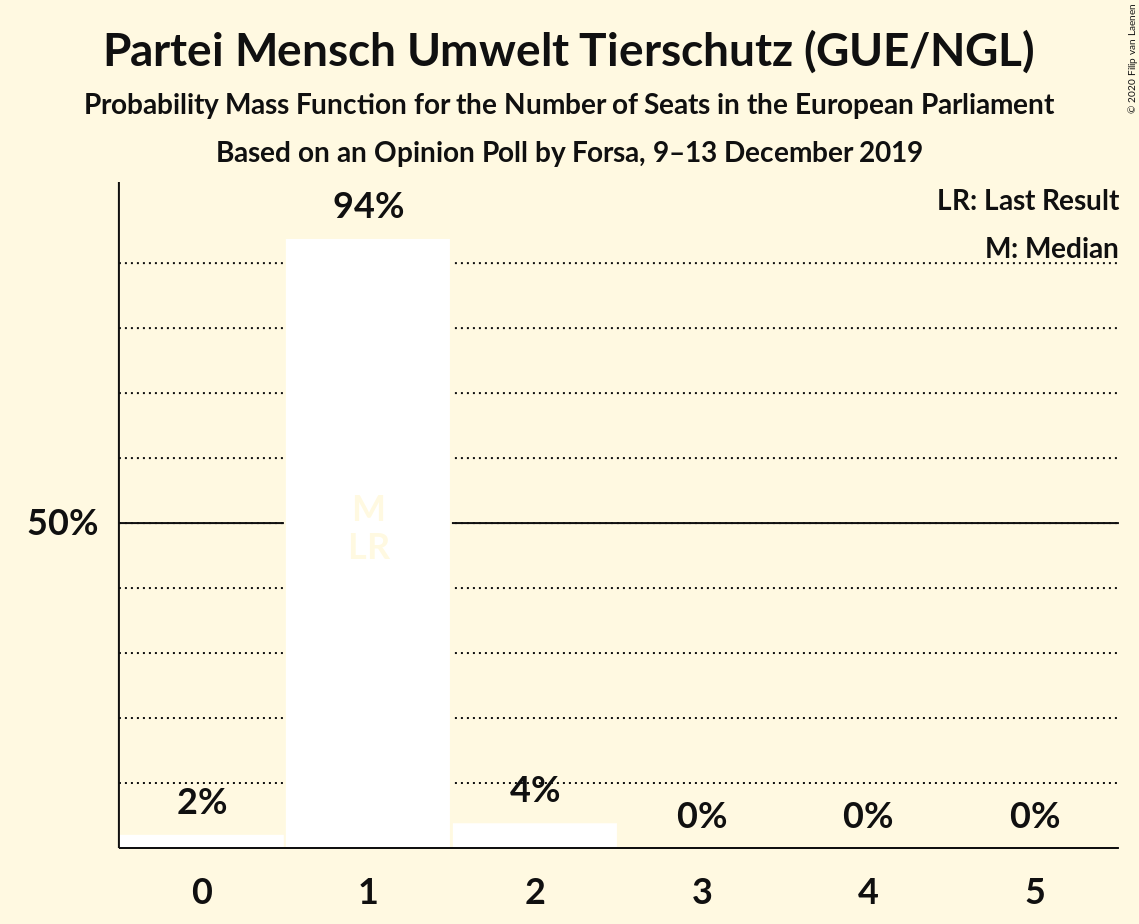 Partei Mensch Umwelt Tierschutz (GUE/NGL)
Probability Mass Function for the Number of Seats in the European Parliament
Based on an Opinion Poll by Forsa, 9–13 December 2019
© 2020 Filip van Laenen
LR: Last Result
M: Median
94%
M
LR
50%
2%
4%
0%
0%
0%
0
1
2
3
4
5